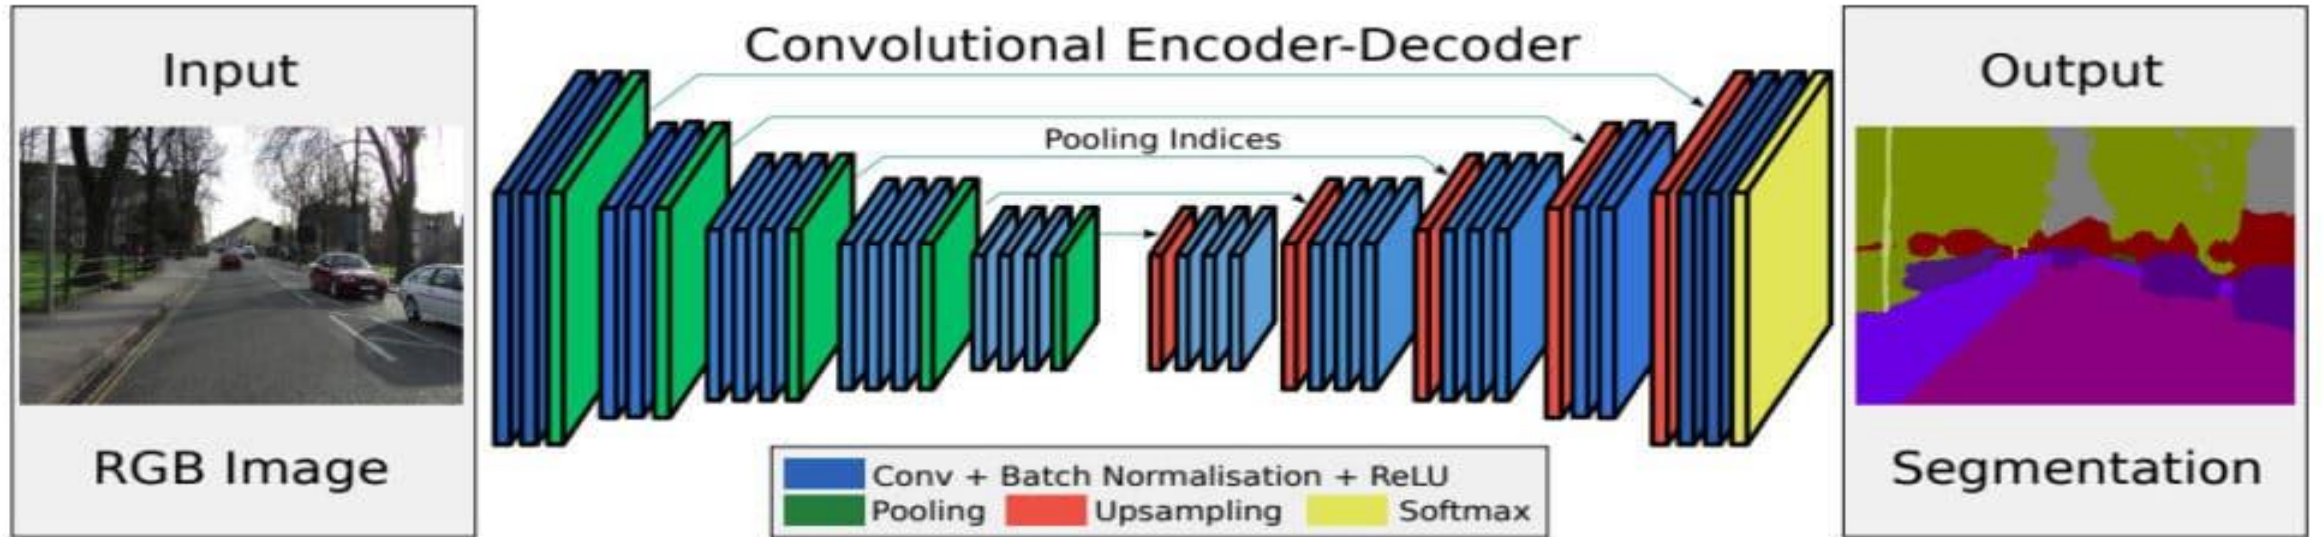 Input
RGB Image
Convolutional Encoder-Decoder
Pooling Indices
Conv + Batch Normalisation + ReLU
Pooling Upsampling Softmax
Output
Segmentation